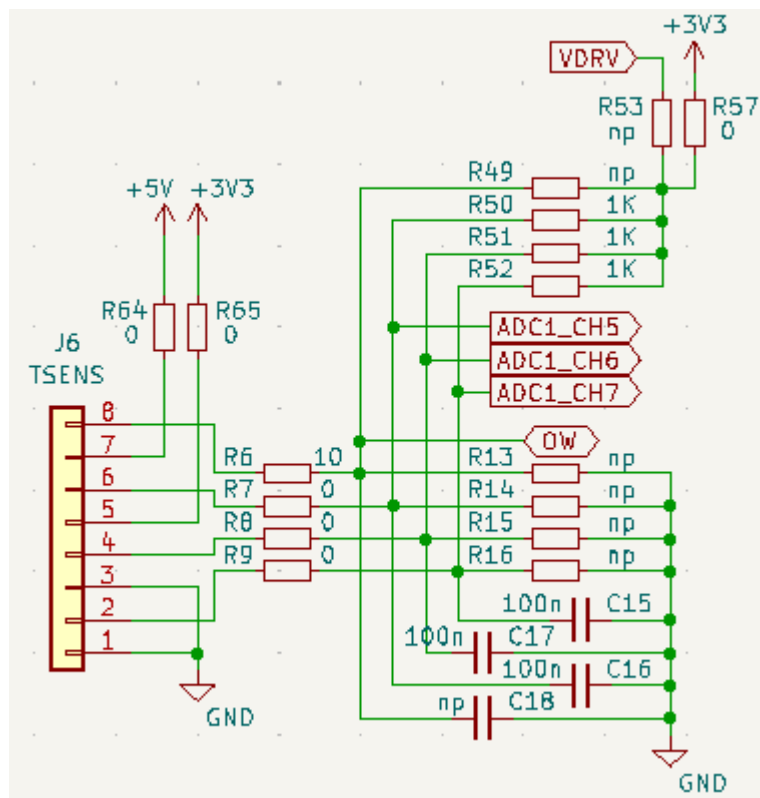 +3V3
VDRV
R53 R57
np 0
R49 np
+5V +3V3
R50 1K
R51 1K
R52 1K
R64 R65
0 0
ADC1_CH5
J6
ADC1_CH6
TSENS
ADC1_CH7
8
OW
7
R6 10 R13 np
6
R7 0 R14 np
5
R8 0 R15 np
4
R9 0 R16 np
3
100n C15
2
100n C17
1
100n C16
np C18
GND
GND